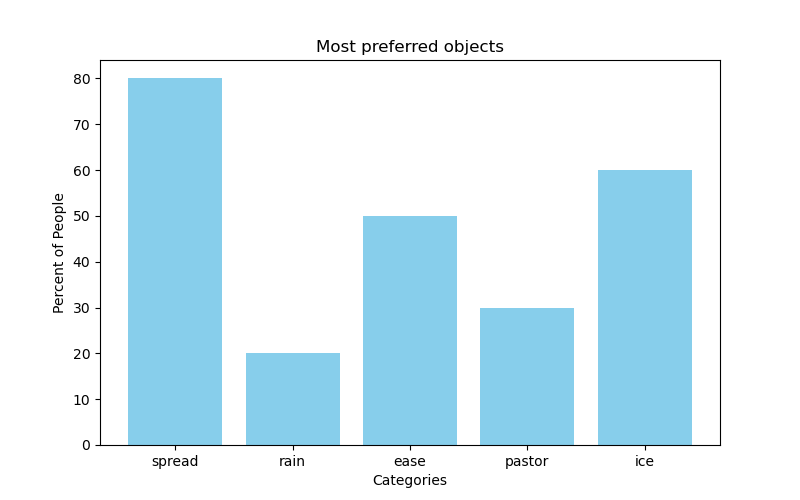 Most preferred objects
Percent of People
80
70
60
50
40
30
20
10
0
spread rain ease pastor ice
Categories